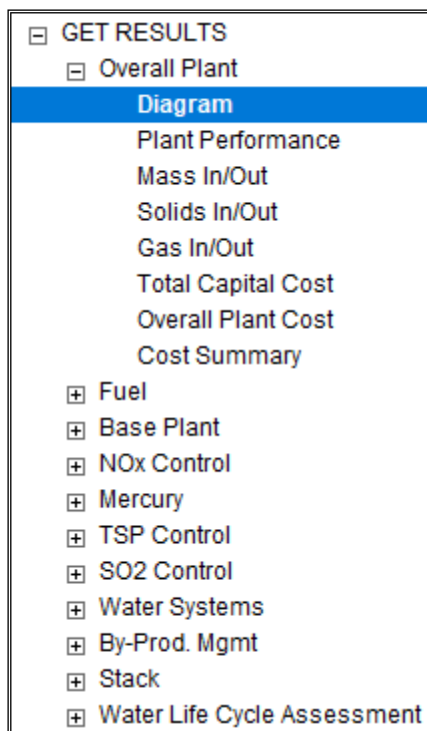 GET RESULTS
Overall Plant
Diagram
Plant Performance
Mass In/Out
Solids In/Out
Gas In/Out
Total Capital Cost
Overall Plant Cost
Cost Summary
Fuel
Base Plant
NOx Control
Mercury
TSP Control
SO2 Control
Water Systems
By-Prod. Mgmt
Stack
Water Life Cycle Assessment